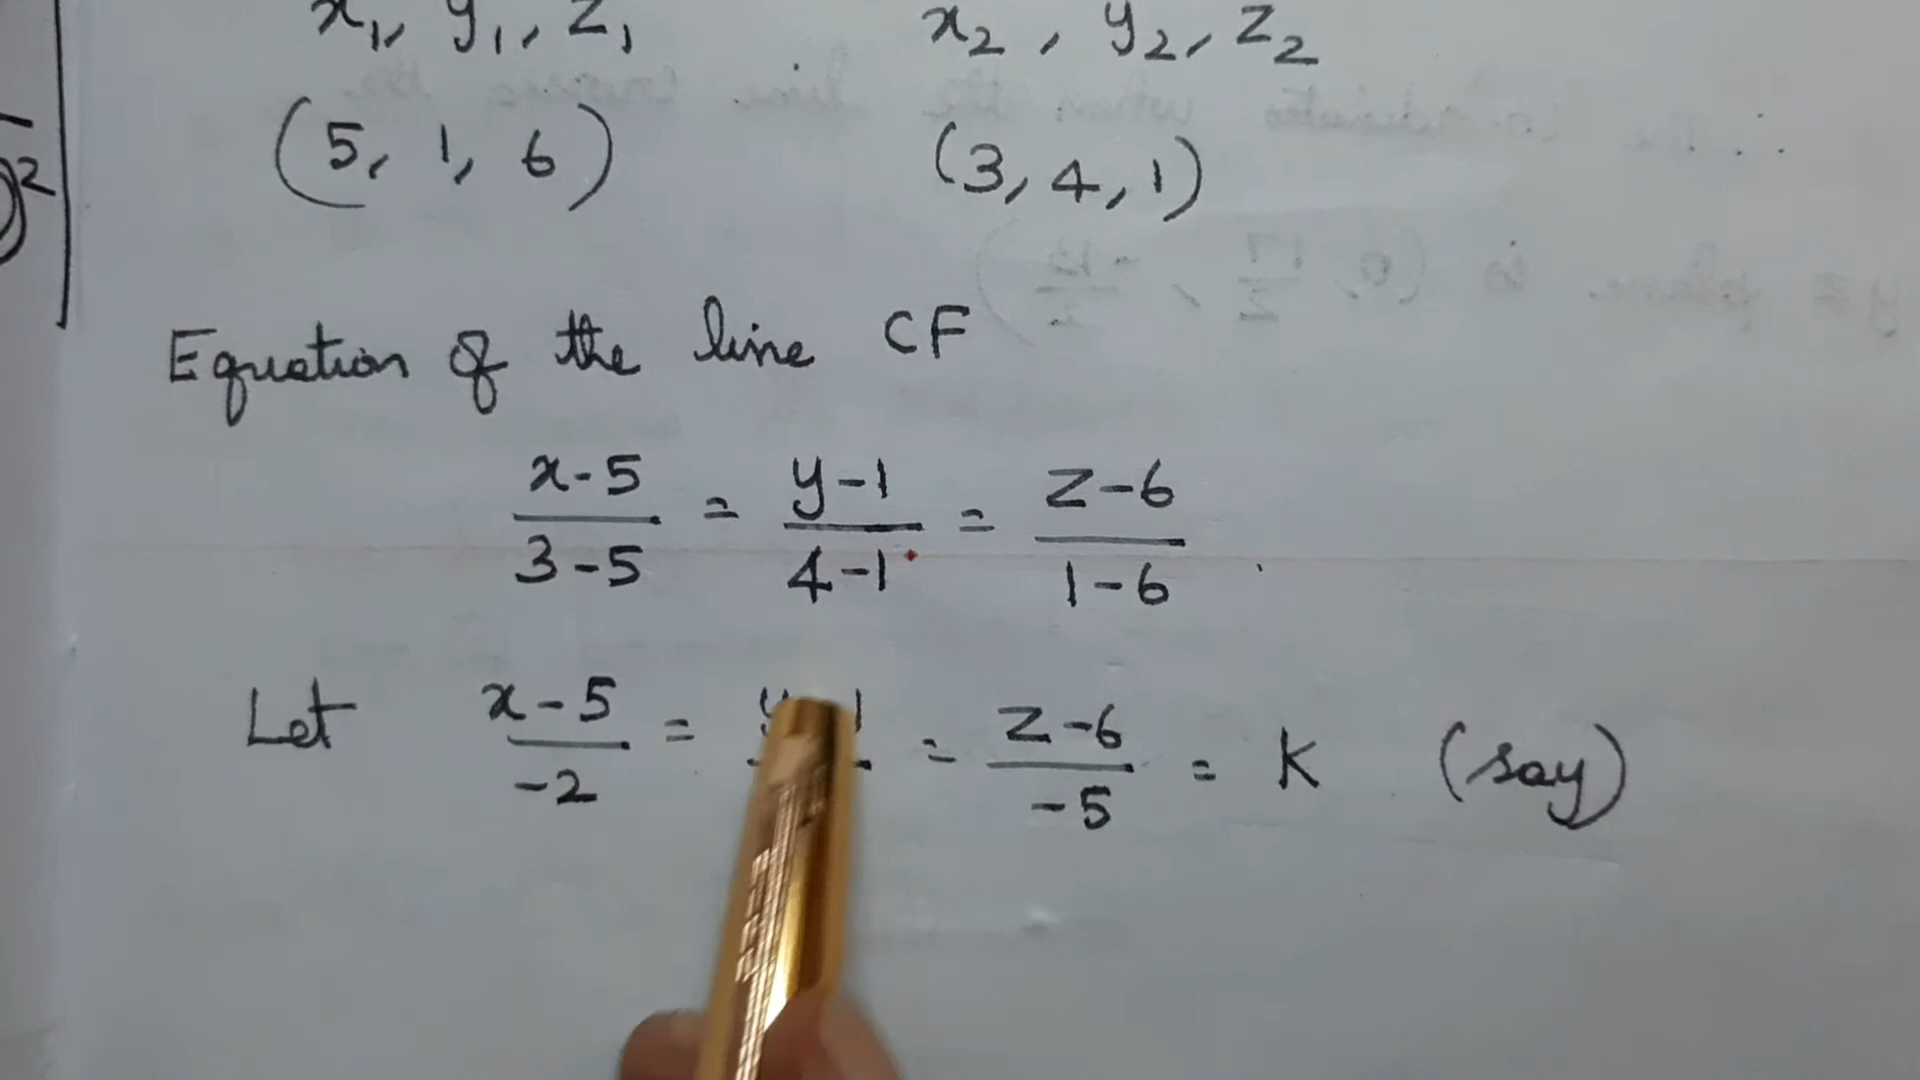 x₁, y₁, z₁    x₂, y₂, z₂
(5, 1, 6)    (3, 4, 1)
)²
Equation of the line CF
(x-5)/(3-5) = (y-1)/(4-1) = (z-6)/(1-6)
Let (x-5)/-2 = = (z-6)/-5 = K (say)